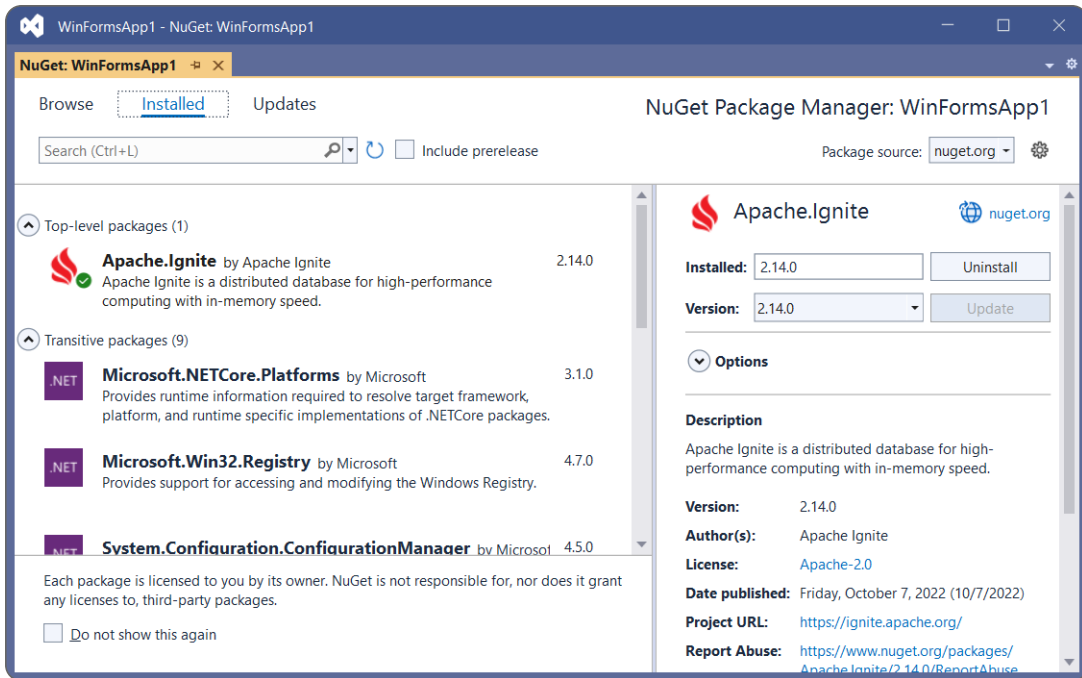 WinFormsApp1 - NuGet: WinFormsApp1
NuGet: WinFormsApp1
Browse Installed Updates
NuGet Package Manager: WinFormsApp1
Search (Ctrl+L)
Include prerelease
Package source: nuget.org
Top-level packages (1)
Apache.Ignite by Apache Ignite 2.14.0
Apache Ignite is a distributed database for high-performance
computing with in-memory speed.
Transitive packages (9)
.NET
Microsoft.NETCore.Platforms by Microsoft 3.1.0
Provides runtime information required to resolve target framework,
platform, and runtime specific implementations of .NETCore packages.
.NET
Microsoft.Win32.Registry by Microsoft 4.7.0
Provides support for accessing and modifying the Windows Registry.
.NET
System.Configuration.ConfigurationManager by Microsof 4.5.0
Each package is licensed to you by its owner. NuGet is not responsible for, nor does it grant
any licenses to, third-party packages.
Do not show this again
Apache.Ignite nuget.org
Installed: 2.14.0 Uninstall
Version: 2.14.0 Update
Options
Description
Apache Ignite is a distributed database for high-
performance computing with in-memory speed.
Version: 2.14.0
Author(s): Apache Ignite
License: Apache-2.0
Date published: Friday, October 7, 2022 (10/7/2022)
Project URL: https://ignite.apache.org/
Report Abuse: https://www.nuget.org/packages/
Apache.Ignite/2.14.0/ReportAbuse